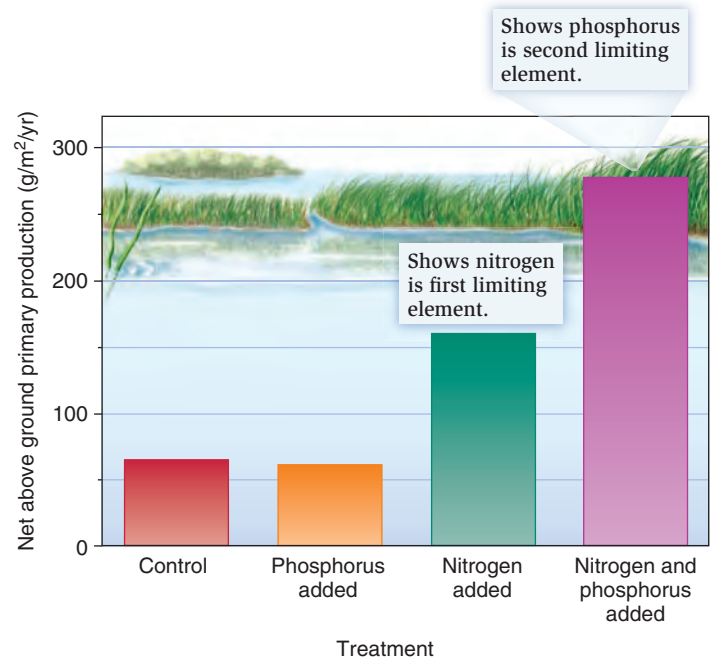 Shows phosphorus
is second limiting
element.
Net above ground primary production (g/m²/yr)
300
200
100
0
Shows nitrogen
is first limiting
element.
Control
Phosphorus
added
Nitrogen
added
Nitrogen and
phosphorus
added
Treatment